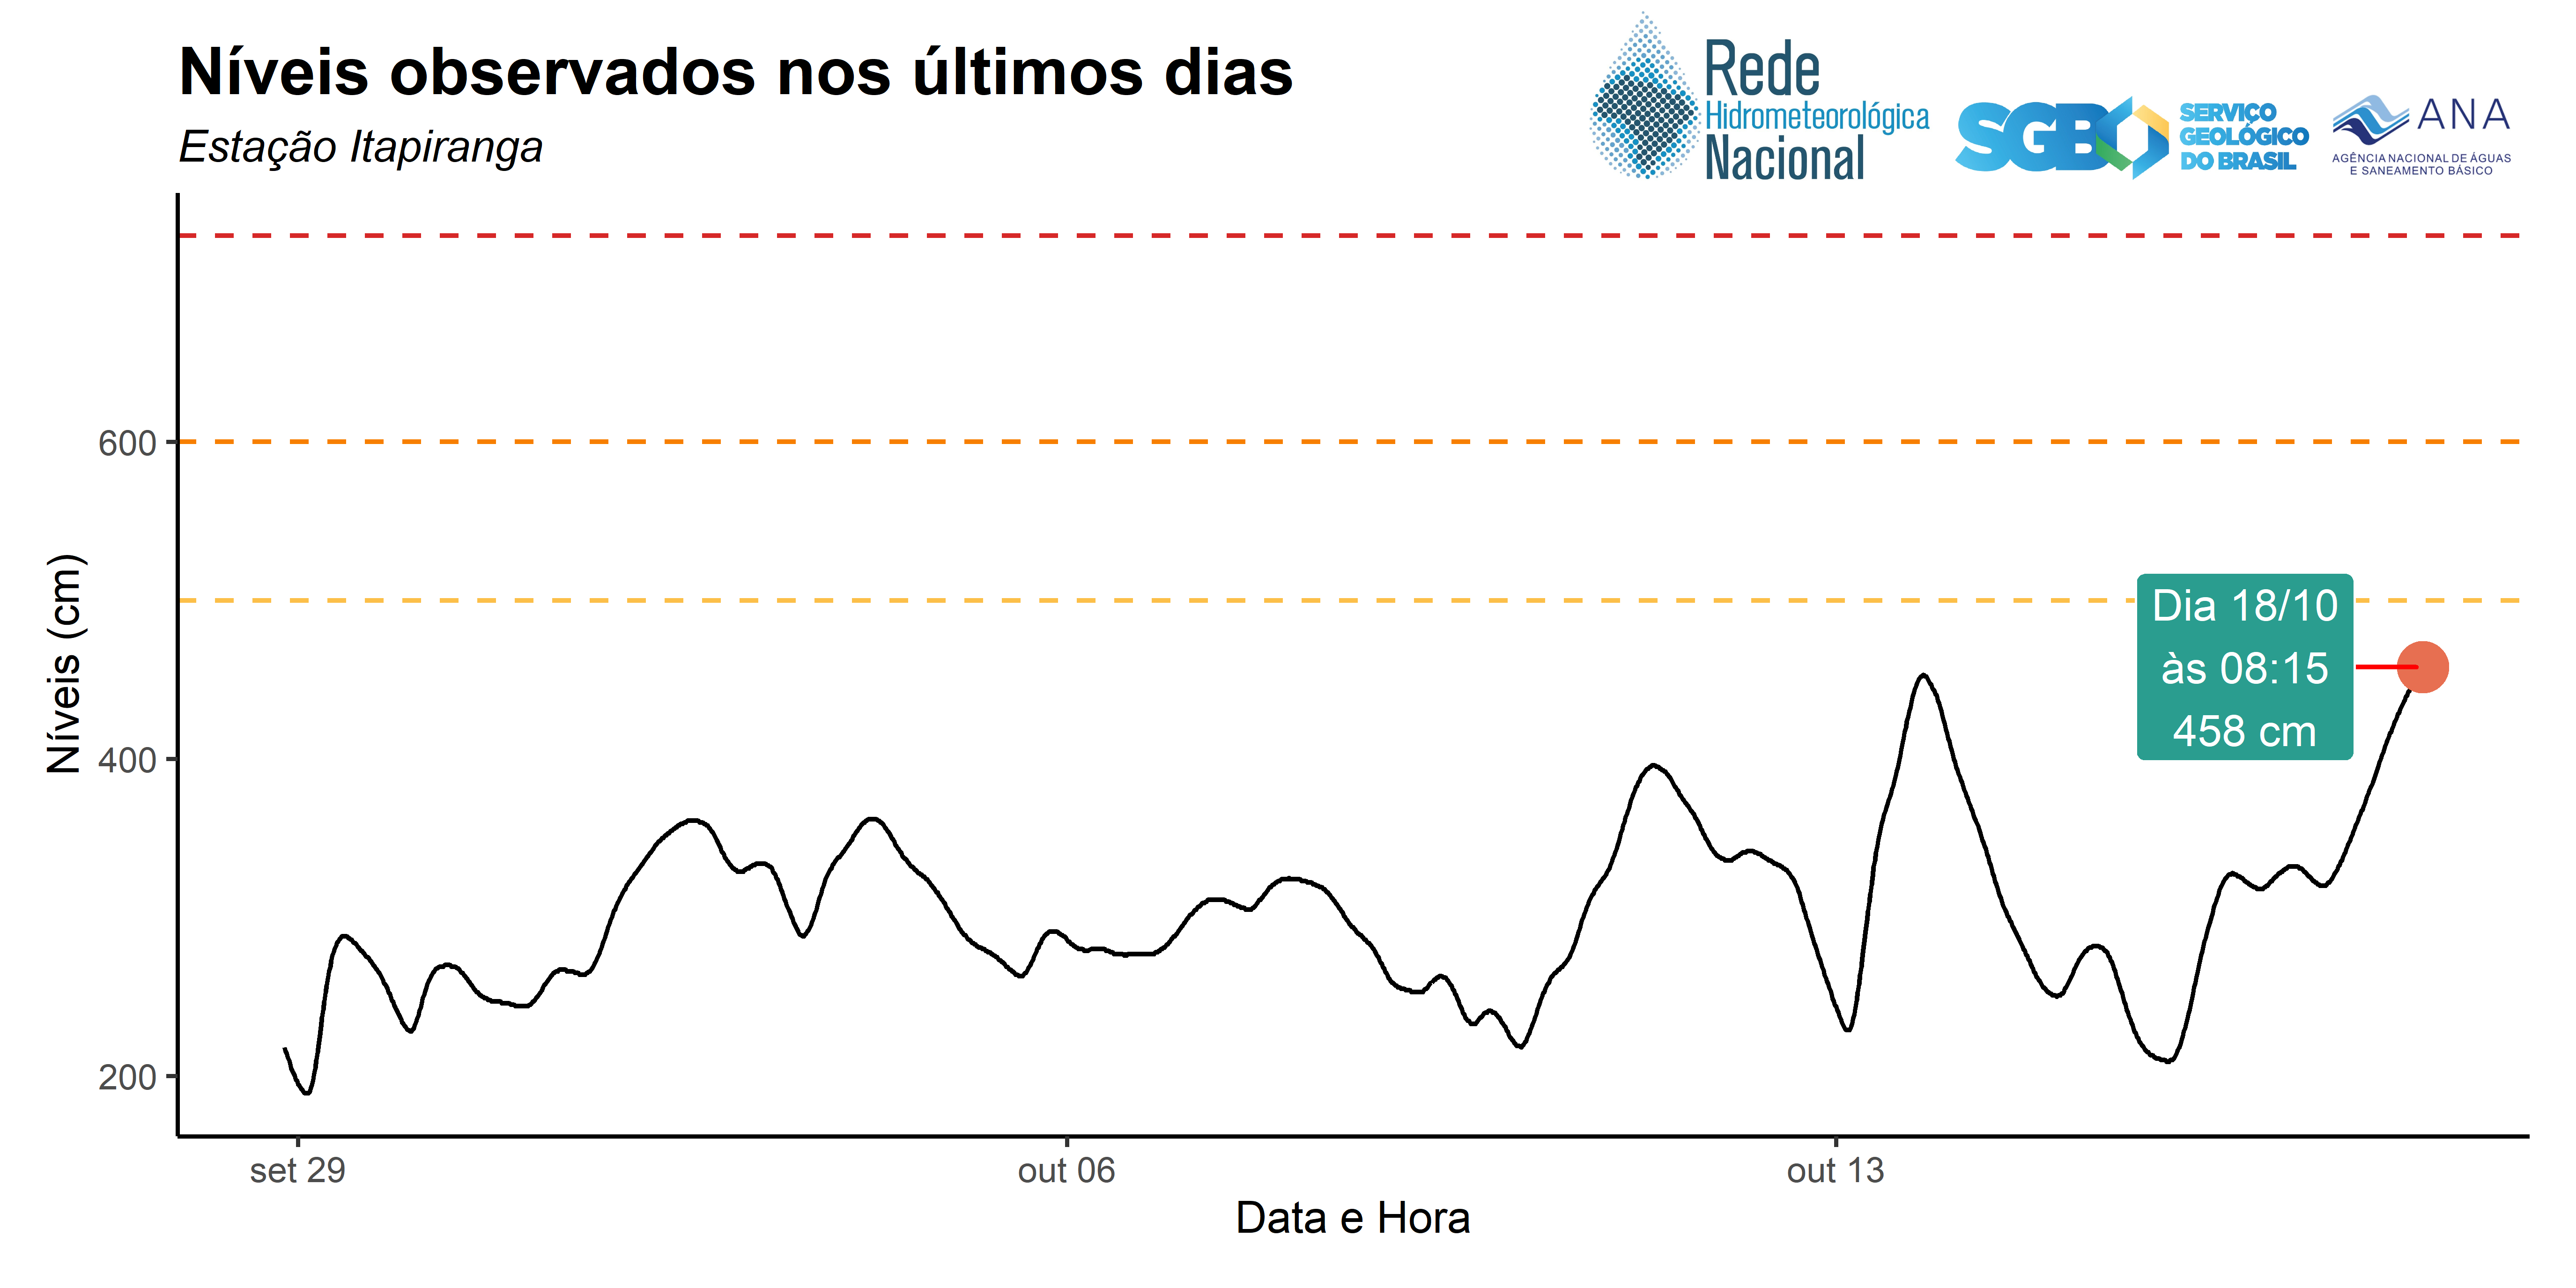 Níveis observados nos últimos dias
Estação Itapiranga
Rede
Hidrometeorológica
Nacional
SGB
SERVIÇO
GEOLÓGICO
DO BRASIL
ANA
AGÊNCIA NACIONAL DE ÁGUAS
E SANEAMENTO BÁSICO
Níveis (cm)
600
400
200
Dia 18/10
às 08:15
458 cm
set 29
out 06
out 13
Data e Hora